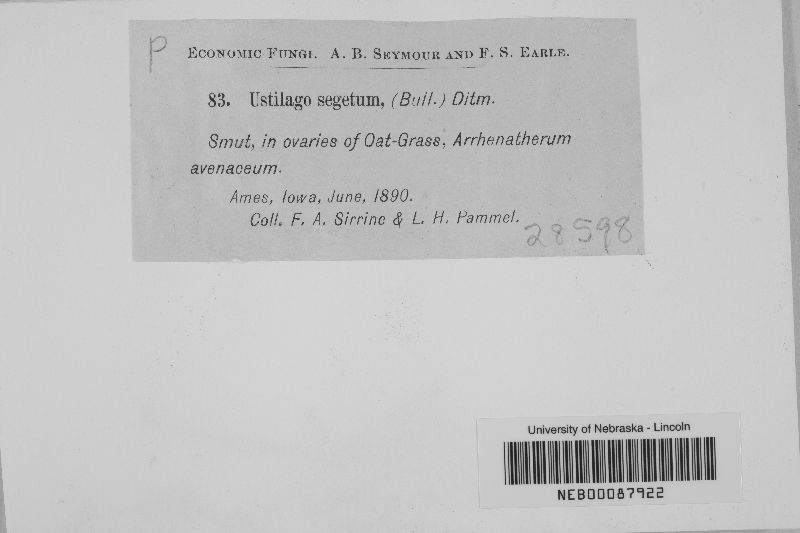 P
ECONOMIC FUNGI. A. B. SEYMOUR AND F. S. EARLE.
83. Ustilago segetum, (Bull.) Ditm.
Smut, in ovaries of Oat-Grass, Arrhenatherum
avenaceum.
Ames, Iowa, June, 1890.
Coll. F. A. Sirrine & L. H. Pammel.
28598
University of Nebraska - Lincoln
NEB00087922